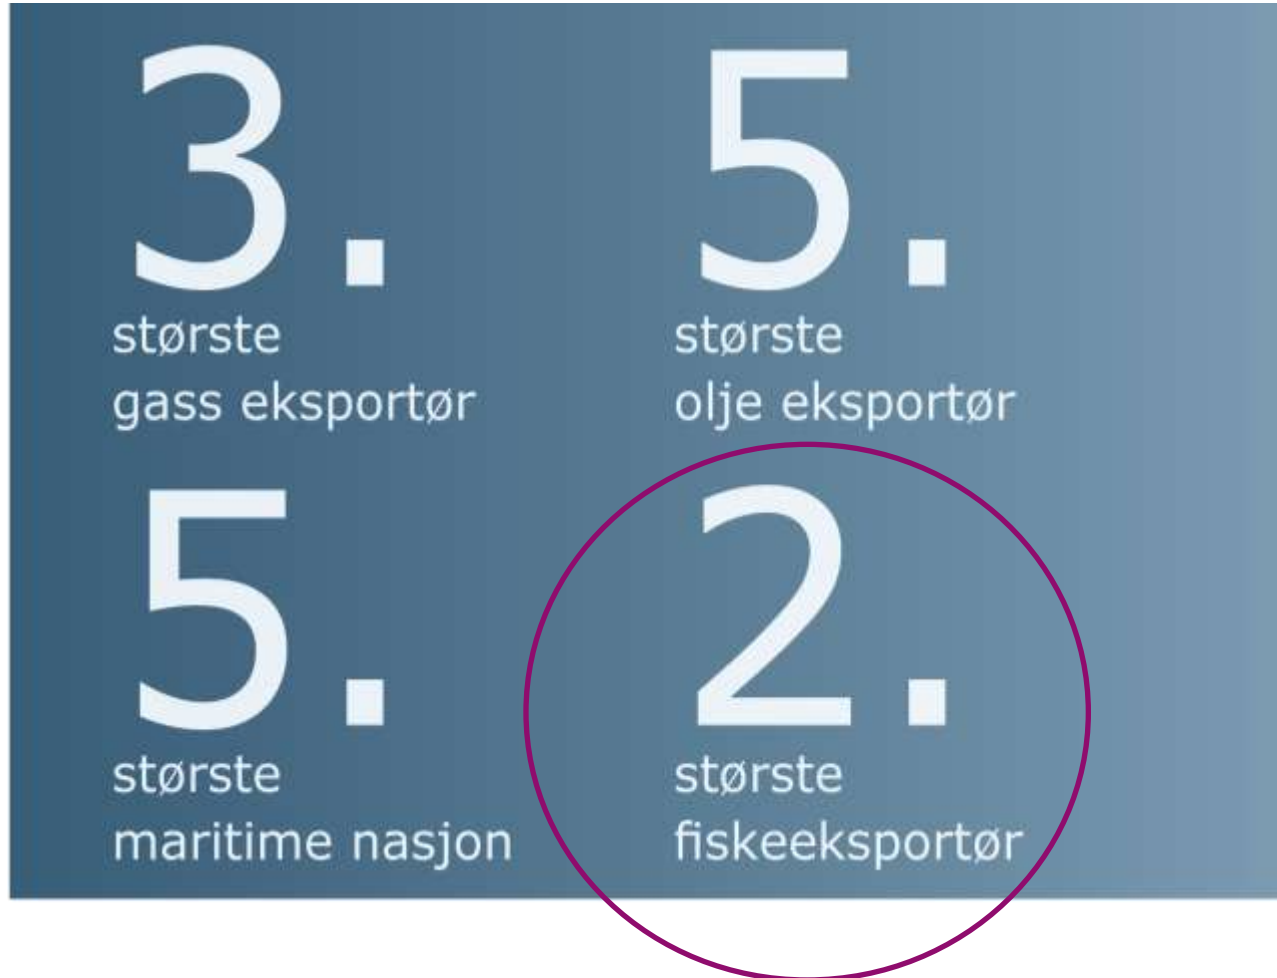 3.
største
gass eksportør
5.
største
olje eksportør
5.
største
maritime nasjon
2.
største
fiskeeksportør